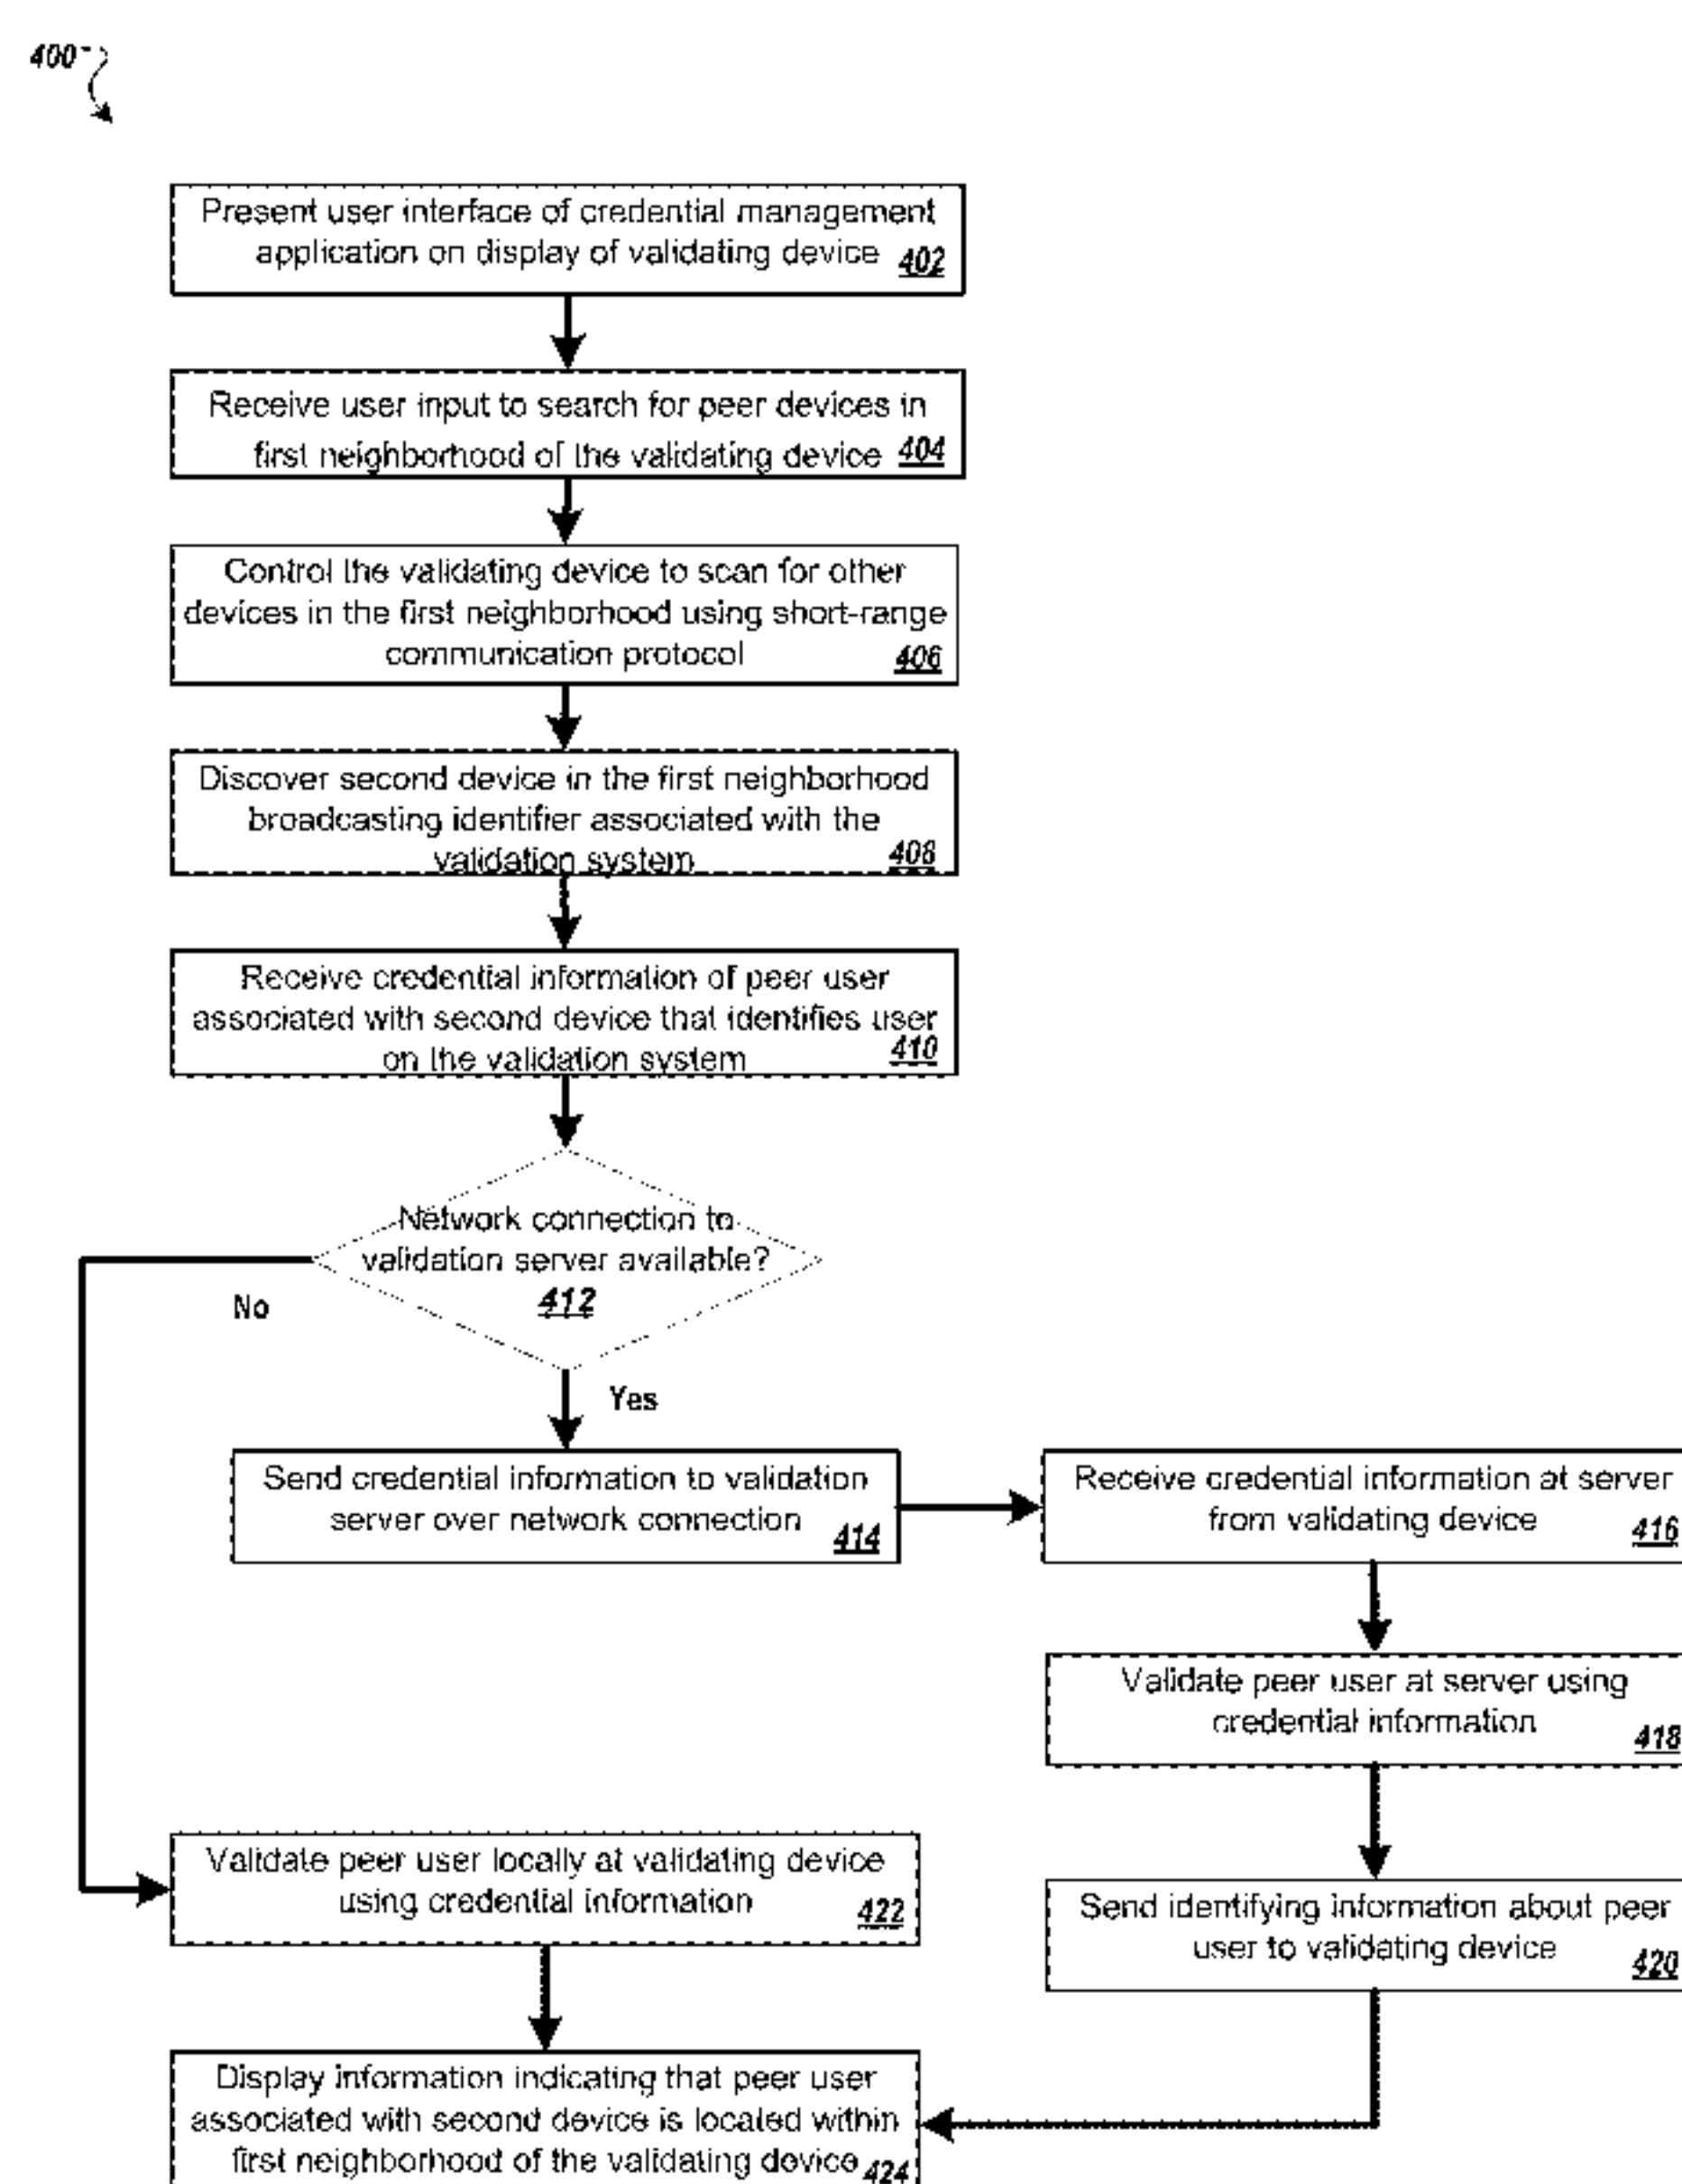 400
Present user interface of credential management
application on display of validating device 402
Receive user input to search for peer devices in
first neighborhood of the validating device 404
Control the validating device to scan for other
devices in the first neighborhood using short-range
communication protocol 406
Discover second device in the first neighborhood
broadcasting identifier associated with the
validation system 408
Receive credential information of peer user
associated with second device that identifies user
on the validation system 410
Network connection to
validation server available?
412
No
Yes
Send credential information to validation
server over network connection 414
Receive credential information at server
from validating device 416
Validate peer user at server using
credential information 418
Validate peer user locally at validating device
using credential information 422
Send identifying information about peer
user to validating device 420
Display information indicating that peer user
associated with second device is located within
first neighborhood of the validating device 424